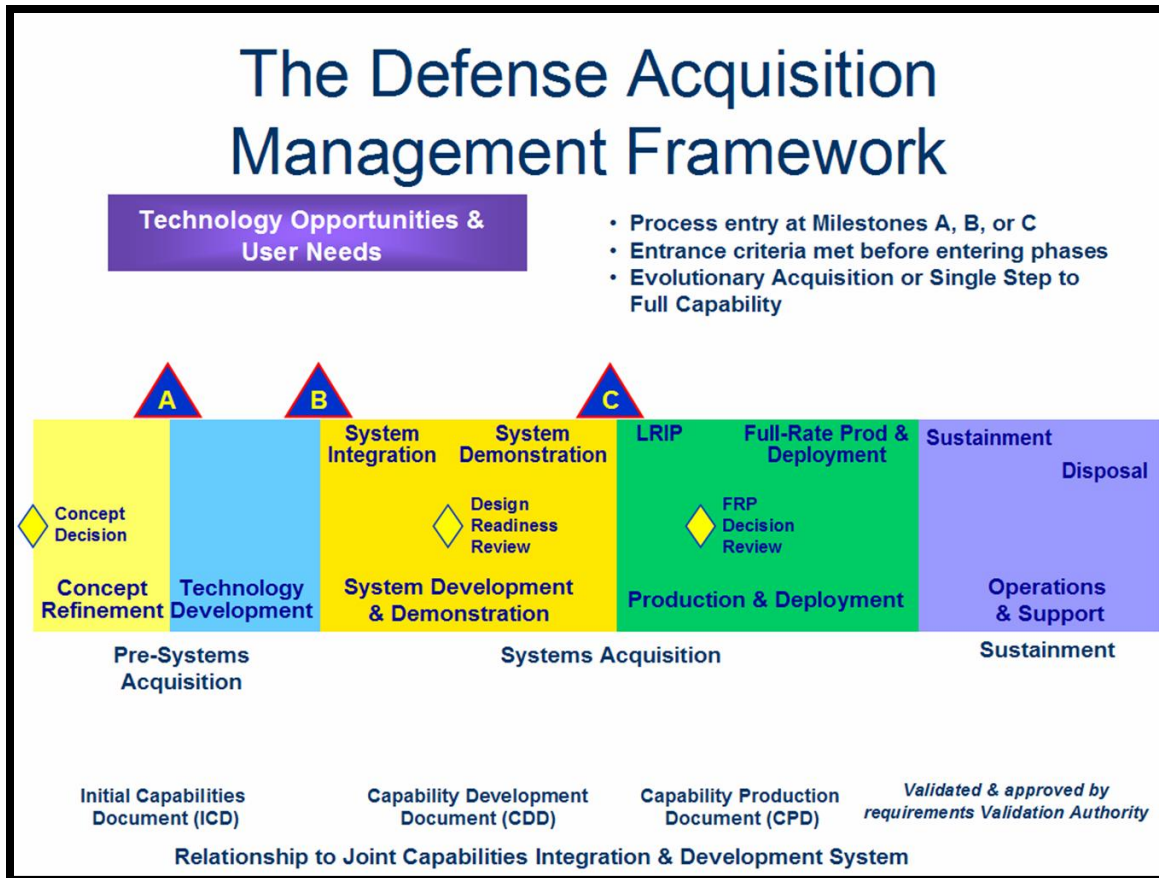 The Defense Acquisition
Management Framework
Technology Opportunities &
User Needs
• Process entry at Milestones A, B, or C
• Entrance criteria met before entering phases
• Evolutionary Acquisition or Single Step to
Full Capability
A
B
C
System
Integration
System
Demonstration
LRIP
Full-Rate Prod &
Deployment
Sustainment
Disposal
Concept
Decision
Design
Readiness
Review
FRP
Decision
Review
Concept
Refinement
Technology
Development
System Development
& Demonstration
Production & Deployment
Operations
& Support
Pre-Systems
Acquisition
Systems Acquisition
Sustainment
Initial Capabilities
Document (ICD)
Capability Development
Document (CDD)
Capability Production
Document (CPD)
Validated & approved by
requirements Validation Authority
Relationship to Joint Capabilities Integration & Development System